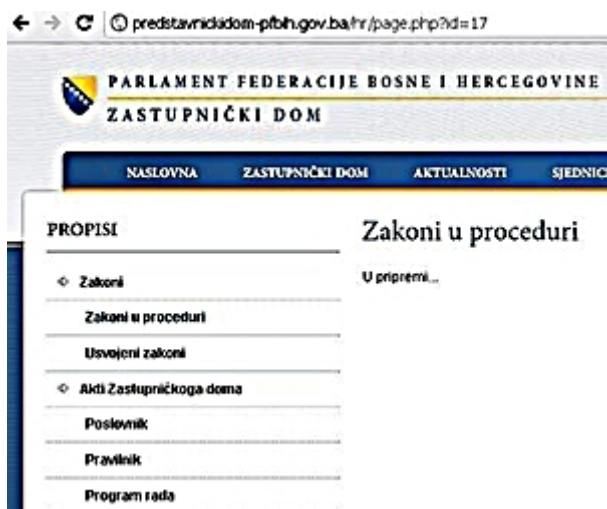 predstavnickidom-pfbih.gov.ba/hr/page.php?id=17
PARLAMENT FEDERACIJE BOSNE I HERCEGOVINE
ZASTUPNIČKI DOM
NASLOVNA ZASTUPNIČKI DOM AKTUALNOSTI SJEDNIC
PROPISI
Zakoni u proceduri
Zakoni
U pripremi...
Zakoni u proceduri
Usvojeni zakoni
Akti Zastupničkoga doma
Poslovnik
Pravilnik
Program rada